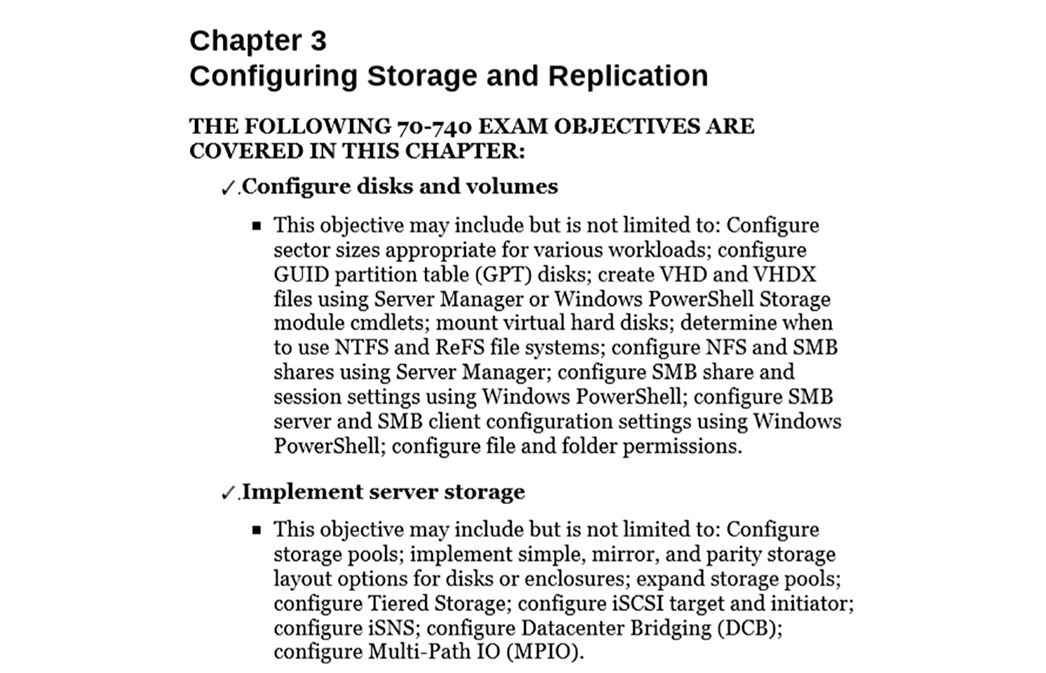 Chapter 3
Configuring Storage and Replication
THE FOLLOWING 70-740 EXAM OBJECTIVES ARE
COVERED IN THIS CHAPTER:
✓.Configure disks and volumes
▪ This objective may include but is not limited to: Configure
sector sizes appropriate for various workloads; configure
GUID partition table (GPT) disks; create VHD and VHDX
files using Server Manager or Windows PowerShell Storage
module cmdlets; mount virtual hard disks; determine when
to use NTFS and ReFS file systems; configure NFS and SMB
shares using Server Manager; configure SMB share and
session settings using Windows PowerShell; configure SMB
server and SMB client configuration settings using Windows
PowerShell; configure file and folder permissions.
✓.Implement server storage
▪ This objective may include but is not limited to: Configure
storage pools; implement simple, mirror, and parity storage
layout options for disks or enclosures; expand storage pools;
configure Tiered Storage; configure iSCSI target and initiator;
configure iSNS; configure Datacenter Bridging (DCB);
configure Multi-Path IO (MPIO).